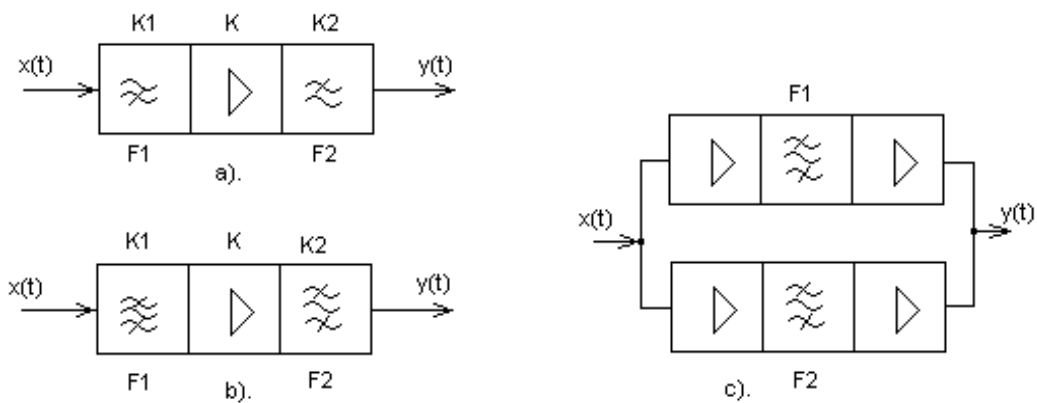 K1 K K2
x(t) y(t)
F1 F2
a).
K1 K K2
x(t) y(t)
F1 F2
b).
F1
x(t) y(t)
F2
c).